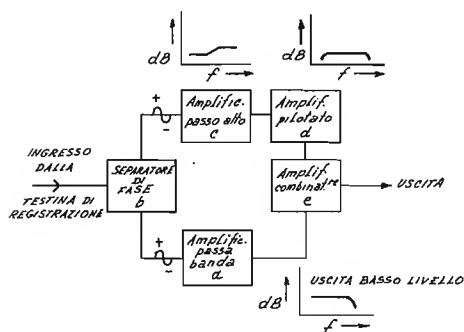 dB
f
dB
f
+
-
Amplific.
passo alto
c
Amplif.
pilotato
d
INGRESSO
DALLA
TESTINA DI
REGISTRAZIONE
SEPARATORE
DI
FASE
b
Amplif.
combinat.re
e
USCITA
+
-
Amplific.
passa
banda
a
USCITA BASSO LIVELLO
dB
f